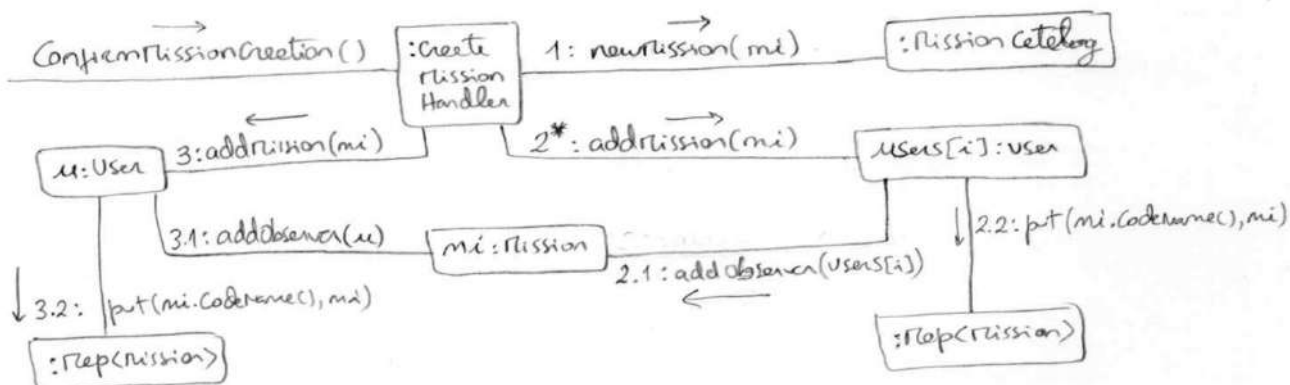 ConfirmMissionCreation()
:Create
Mission
Handler
1: newMission(mi)
:MissionCatalog
3:addMission(mi)
2*: addMission(mi)
u:User
users[i]:user
3.1: addObserver(u)
mi:Mission
2.1: addObserver(users[i])
2.2: put(mi.CodeName(),mi)
3.2: put(mi.CodeName(),mi)
:Map<Mission>
:Map<Mission>